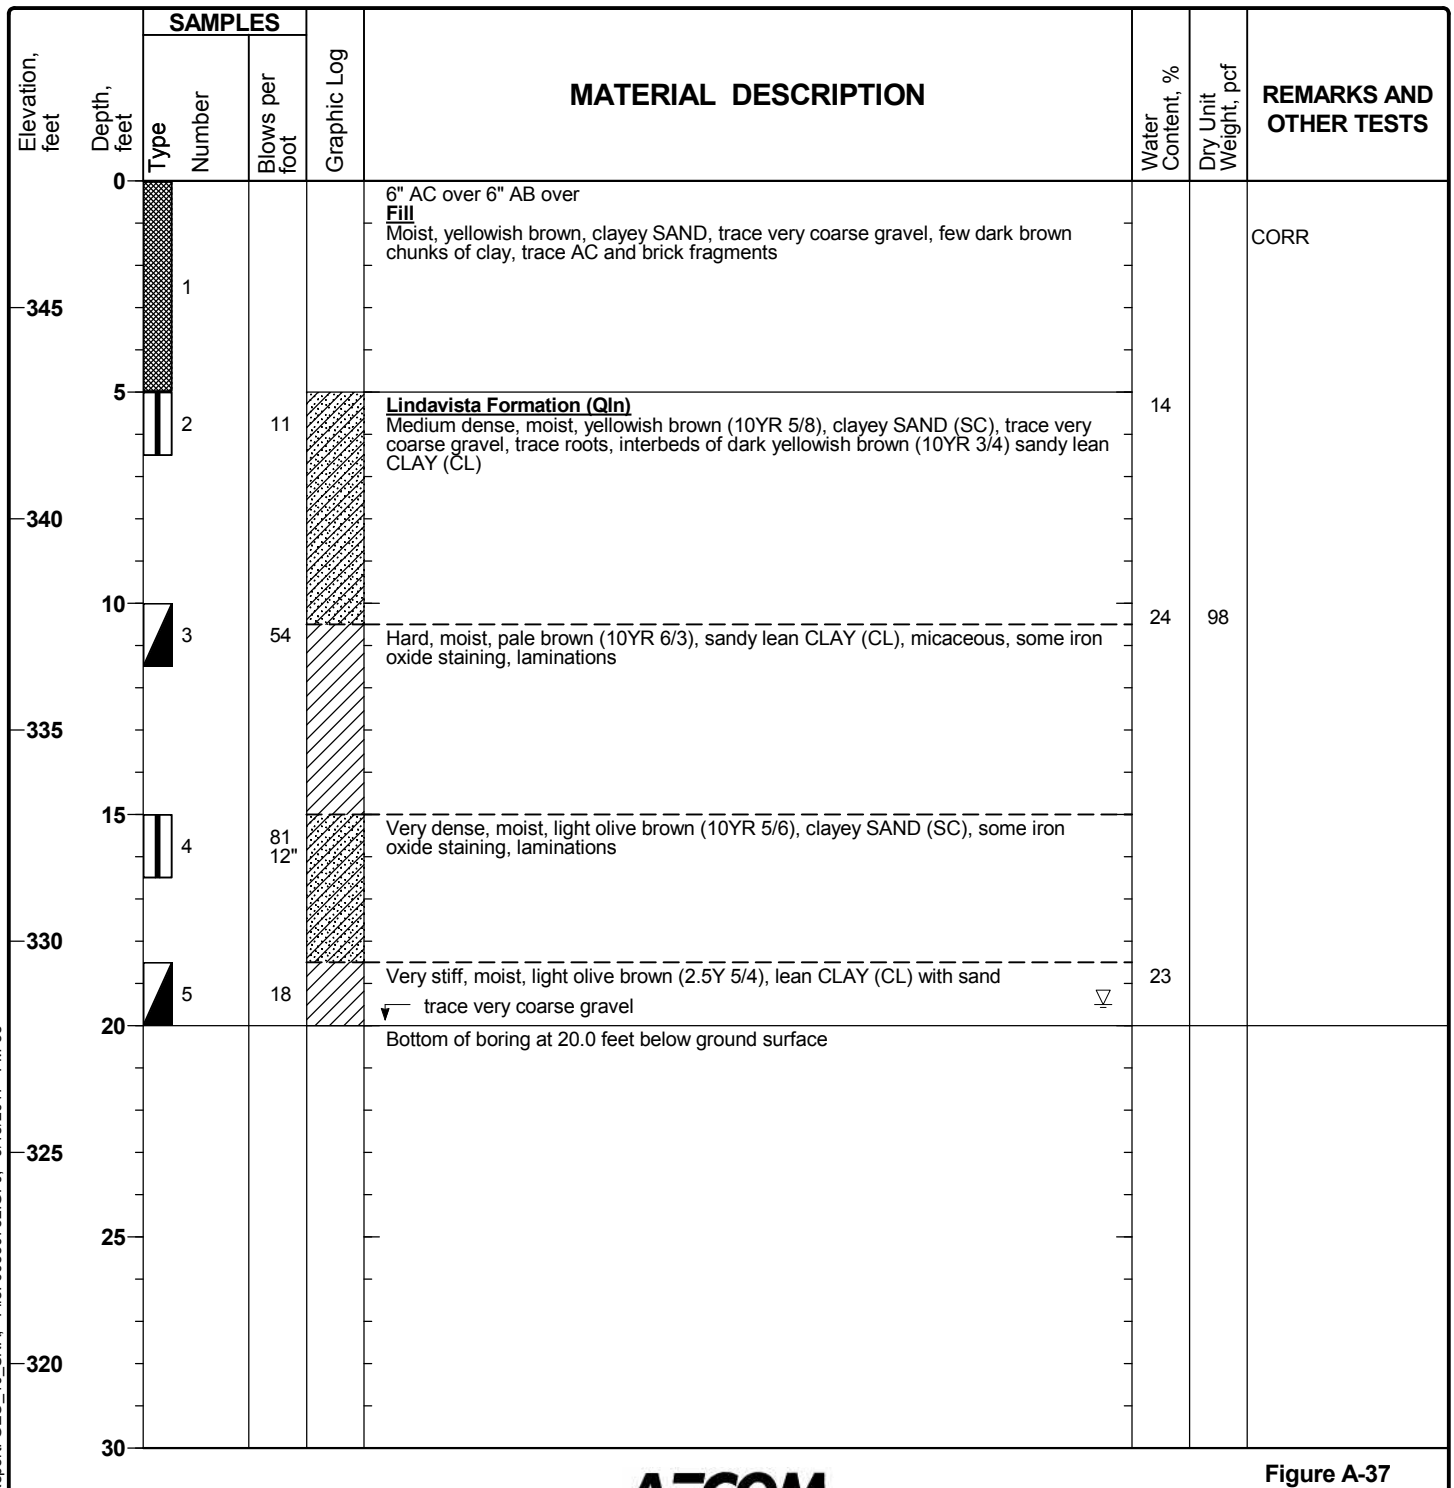 SAMPLES
Elevation,
feet
Depth,
feet
Type
Number
Blows per
foot
Graphic Log
MATERIAL DESCRIPTION
Water
Content, %
Dry Unit
Weight, pcf
REMARKS AND
OTHER TESTS
0
6" AC over 6" AB over
Fill
Moist, yellowish brown, clayey SAND, trace very coarse gravel, few dark brown
chunks of clay, trace AC and brick fragments
CORR
1
345
5
Lindavista Formation (Qln)
2 11 14
Medium dense, moist, yellowish brown (10YR 5/8), clayey SAND (SC), trace very
coarse gravel, trace roots, interbeds of dark yellowish brown (10YR 3/4) sandy lean
CLAY (CL)
340
10
3 54 24 98
Hard, moist, pale brown (10YR 6/3), sandy lean CLAY (CL), micaceous, some iron
oxide staining, laminations
335
15
4 81
12"
Very dense, moist, light olive brown (10YR 5/6), clayey SAND (SC), some iron
oxide staining, laminations
330
Very stiff, moist, light olive brown (2.5Y 5/4), lean CLAY (CL) with sand
5 18 23
trace very coarse gravel
20
Bottom of boring at 20.0 feet below ground surface
325
25
320
30
AECOM
Figure A-37